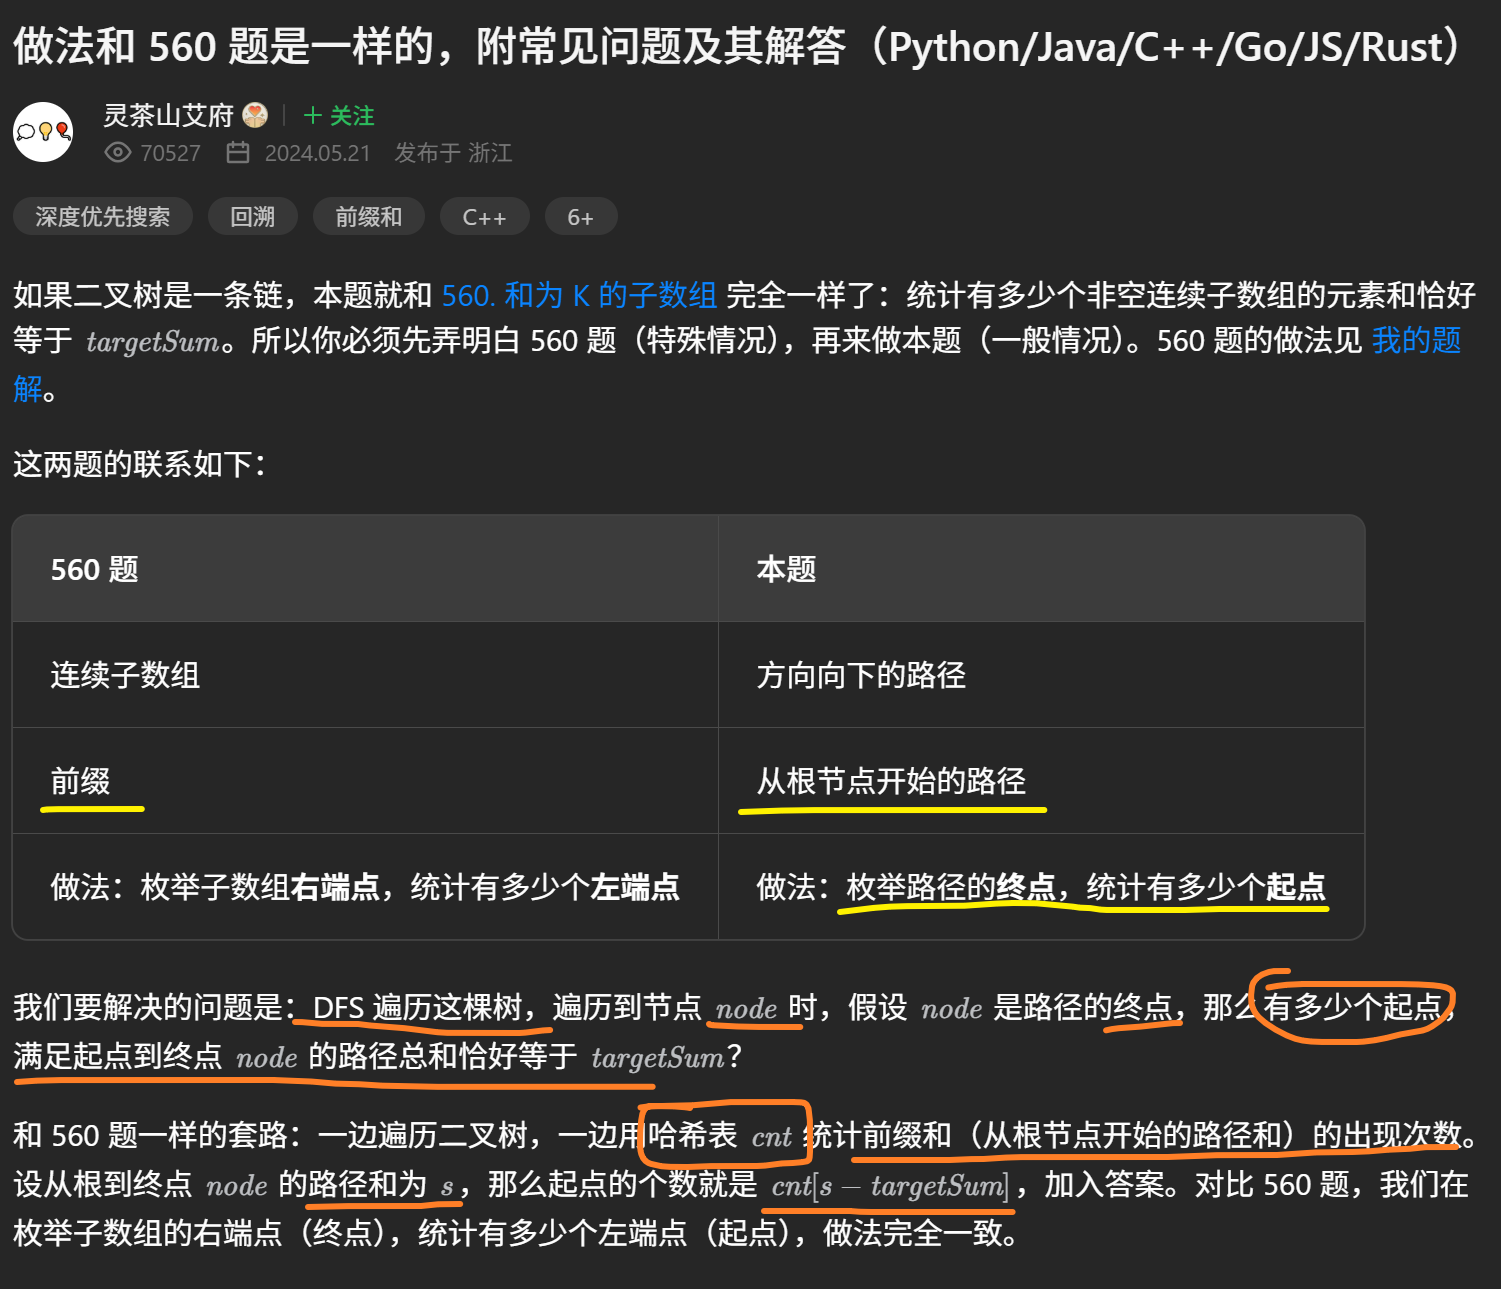 做法和 560 题是一样的，附常见问题及其解答（Python/Java/C++/Go/JS/Rust）
灵茶山艾府 | + 关注
70527 2024.05.21 发布于 浙江
深度优先搜索 回溯 前缀和 C++ 6+
如果二叉树是一条链，本题就和 560. 和为 K 的子数组 完全一样了：统计有多少个非空连续子数组的元素和恰好
等于 targetSum。所以你必须先弄明白 560 题（特殊情况），再来做本题（一般情况）。560 题的做法见 我的题
解。
这两题的联系如下：
560 题 本题
连续子数组 方向向下的路径
前缀 从根节点开始的路径
做法：枚举子数组右端点，统计有多少个左端点 做法：枚举路径的终点，统计有多少个起点
我们要解决的问题是：DFS 遍历这棵树，遍历到节点 node 时，假设 node 是路径的终点，那么有多少个起点，
满足起点到终点 node 的路径总和恰好等于 targetSum？
和 560 题一样的套路：一边遍历二叉树，一边用哈希表 cnt 统计前缀和（从根节点开始的路径和）的出现次数。
设从根到终点 node 的路径和为 s，那么起点的个数就是 cnt[s − targetSum]，加入答案。对比 560 题，我们在
枚举子数组的右端点（终点），统计有多少个左端点（起点），做法完全一致。